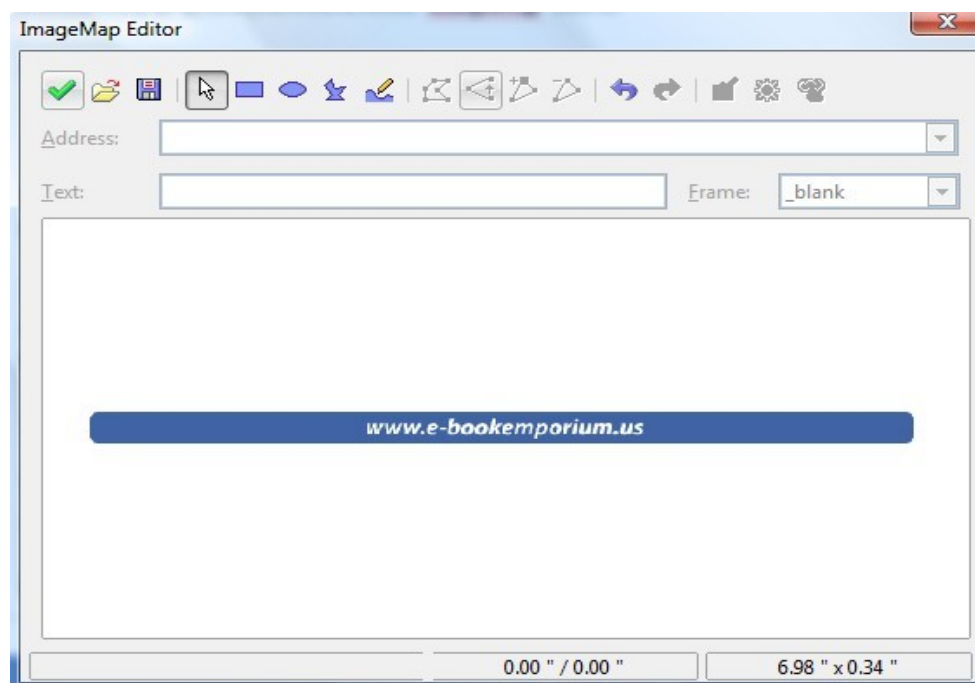 ImageMap Editor
Address:
Text:
Frame: _blank
www.e-bookemporium.us
0.00 " / 0.00 " 6.98 " x 0.34 "